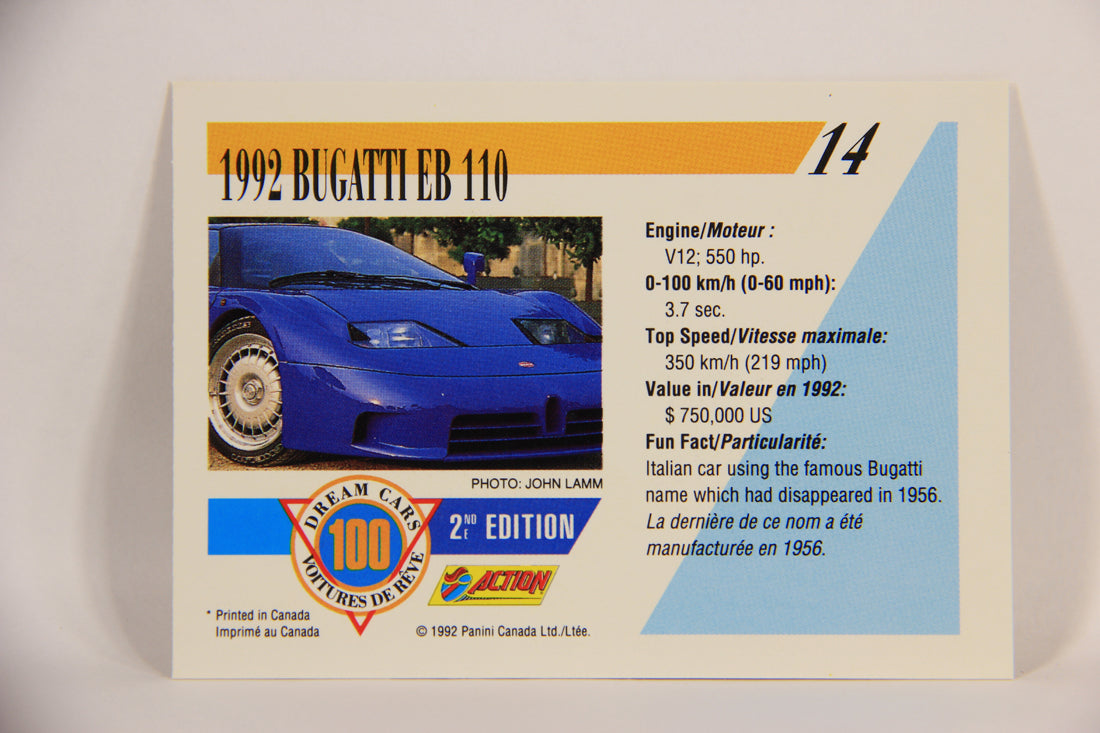 1992 BUGATTI EB 110
14
Engine/Moteur :
V12; 550 hp.
0-100 km/h (0-60 mph):
3.7 sec.
Top Speed/Vitesse maximale:
350 km/h (219 mph)
Value in/Valeur en 1992:
$ 750,000 US
Fun Fact/Particularité:
Italian car using the famous Bugatti
name which had disappeared in 1956.
La dernière de ce nom a été
manufacturée en 1956.
PHOTO: JOHN LAMM
DREAM CARS
100
VOITURES DE RÊVE
2ND E EDITION
ACTION
* Printed in Canada
Imprimé au Canada
© 1992 Panini Canada Ltd./Ltée.